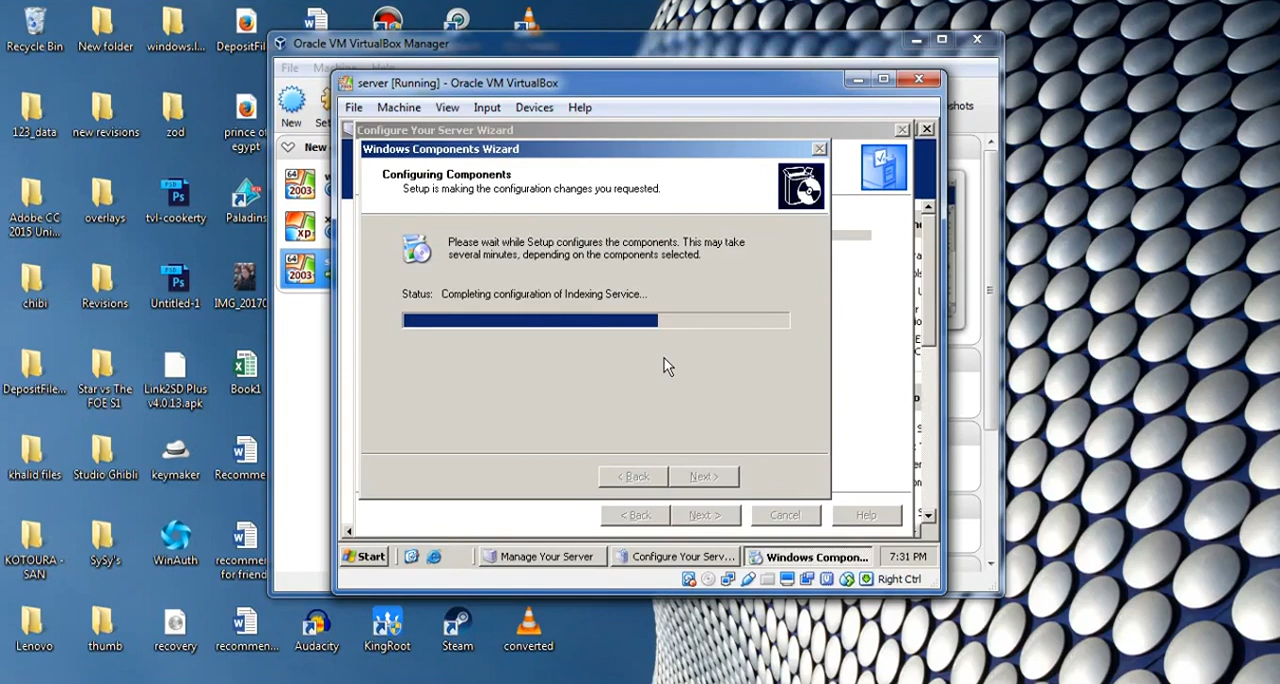 Recycle Bin
New folder
windows.l...
DepositFil
Oracle VM VirtualBox Manager
File
Machine
Help
server [Running] - Oracle VM VirtualBox
File Machine View Input Devices Help
New
123_data
new revisions
zod
prince of
egypt
Configure Your Server Wizard
Windows Components Wizard
Configuring Components
Setup is making the configuration changes you requested.
New
64
2003
XP
64
2003
Adobe CC
2015 Uni...
overlays
tvl-cookerty
Paladins
Please wait while Setup configures the components. This may take
several minutes, depending on the components selected.
Status: Completing configuration of Indexing Service...
chibi
Revisions
Untitled-1
IMG_20170
DepositFile...
Star vs The
FOE S1
Link2SD Plus
v4.0.13.apk
Book1
khalid files
Studio Ghibli
keymaker
Recomme
< Back Next >
< Back Next > Cancel Help
KOTOURA -
SAN
SySy's
WinAuth
recomme
for friend
Start
Manage Your Server
Configure Your Serv...
Windows Compon...
7:31 PM
Right Ctrl
Lenovo
thumb
recovery
recommen...
Audacity
KingRoot
Steam
converted